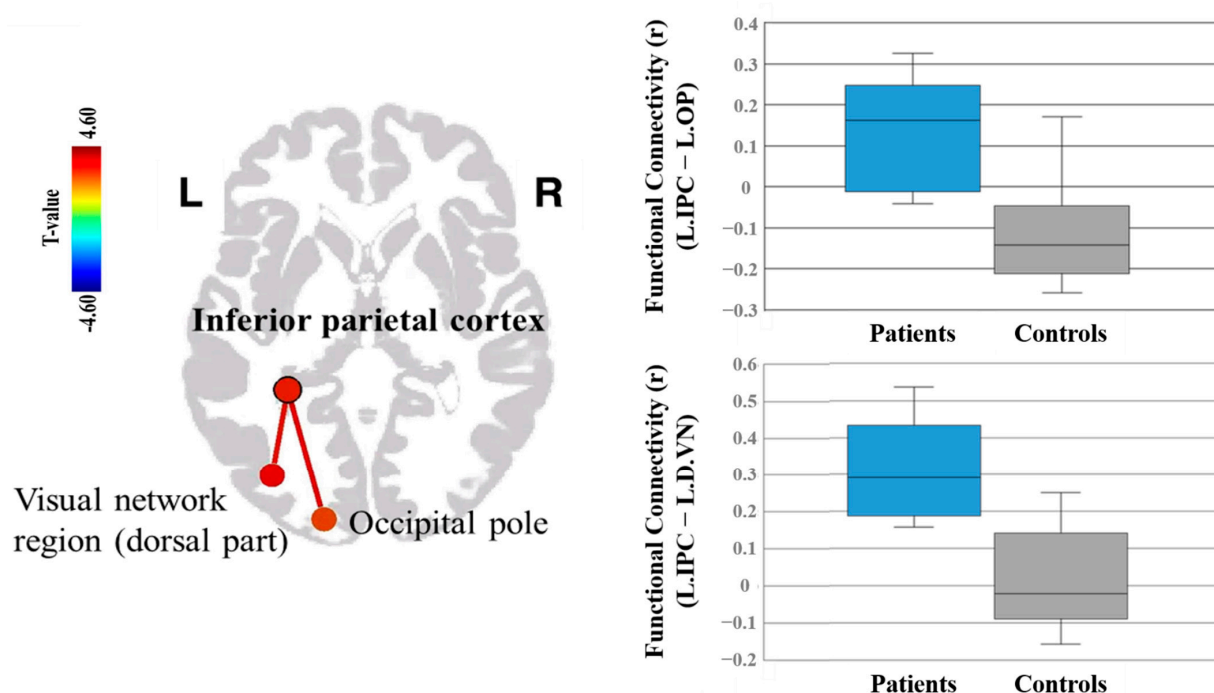 4.60
T-value
-4.60
L
R
Inferior parietal cortex
Visual network
region (dorsal part)
Occipital pole
Functional Connectivity (r)
(L.IPC – L.OP)
0.4
0.3
0.2
0.1
0
-0.1
-0.2
-0.3
Patients
Controls
Functional Connectivity (r)
(L.IPC – L.D.VN)
0.6
0.5
0.4
0.3
0.2
0.1
0
-0.1
-0.2
Patients
Controls